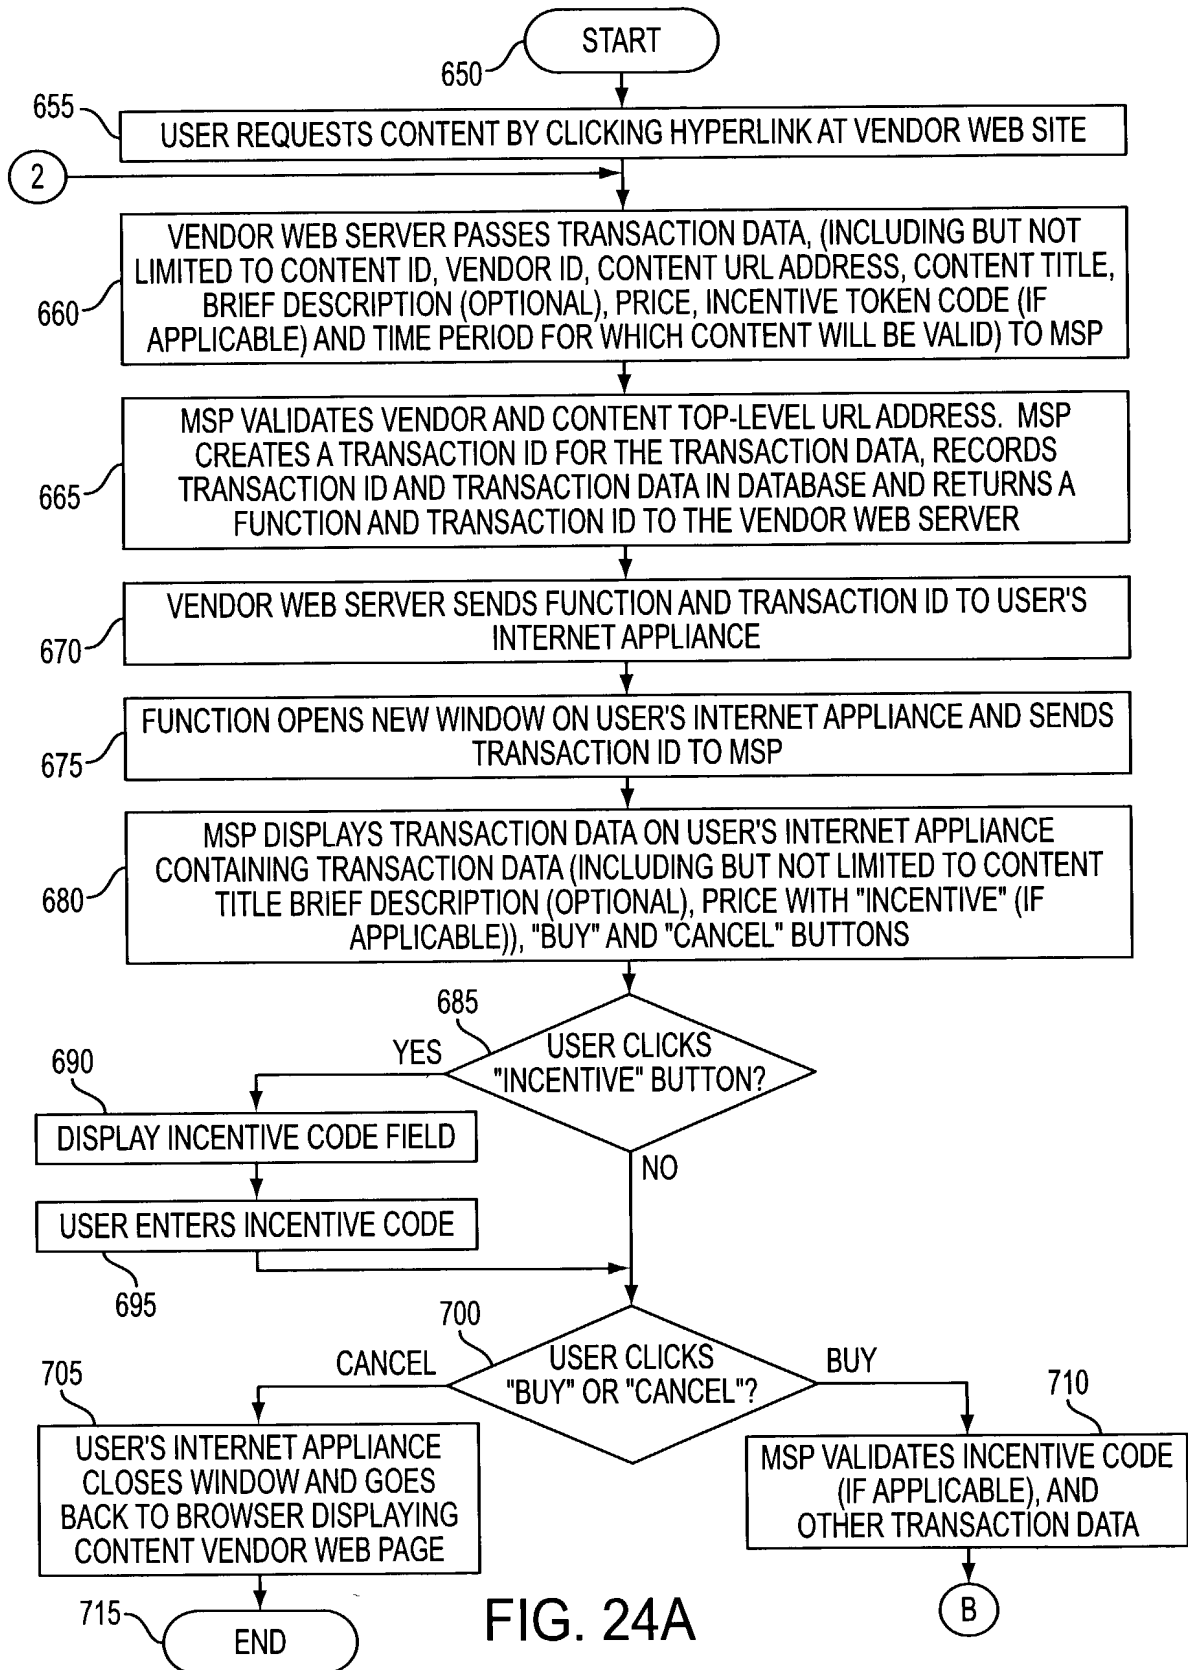 START
650
655
USER REQUESTS CONTENT BY CLICKING HYPERLINK AT VENDOR WEB SITE
2
VENDOR WEB SERVER PASSES TRANSACTION DATA, (INCLUDING BUT NOT
LIMITED TO CONTENT ID, VENDOR ID, CONTENT URL ADDRESS, CONTENT TITLE,
BRIEF DESCRIPTION (OPTIONAL), PRICE, INCENTIVE TOKEN CODE (IF
APPLICABLE) AND TIME PERIOD FOR WHICH CONTENT WILL BE VALID) TO MSP
660
MSP VALIDATES VENDOR AND CONTENT TOP-LEVEL URL ADDRESS. MSP
CREATES A TRANSACTION ID FOR THE TRANSACTION DATA, RECORDS
TRANSACTION ID AND TRANSACTION DATA IN DATABASE AND RETURNS A
FUNCTION AND TRANSACTION ID TO THE VENDOR WEB SERVER
665
VENDOR WEB SERVER SENDS FUNCTION AND TRANSACTION ID TO USER'S
INTERNET APPLIANCE
670
FUNCTION OPENS NEW WINDOW ON USER'S INTERNET APPLIANCE AND SENDS
TRANSACTION ID TO MSP
675
MSP DISPLAYS TRANSACTION DATA ON USER'S INTERNET APPLIANCE
CONTAINING TRANSACTION DATA (INCLUDING BUT NOT LIMITED TO CONTENT
TITLE BRIEF DESCRIPTION (OPTIONAL), PRICE WITH "INCENTIVE" (IF
APPLICABLE)), "BUY" AND "CANCEL" BUTTONS
680
685
USER CLICKS
"INCENTIVE" BUTTON?
YES
NO
690
DISPLAY INCENTIVE CODE FIELD
USER ENTERS INCENTIVE CODE
695
700
USER CLICKS
"BUY" OR "CANCEL"?
CANCEL
BUY
705
USER'S INTERNET APPLIANCE
CLOSES WINDOW AND GOES
BACK TO BROWSER DISPLAYING
CONTENT VENDOR WEB PAGE
710
MSP VALIDATES INCENTIVE CODE
(IF APPLICABLE), AND
OTHER TRANSACTION DATA
B
715
END
FIG. 24A